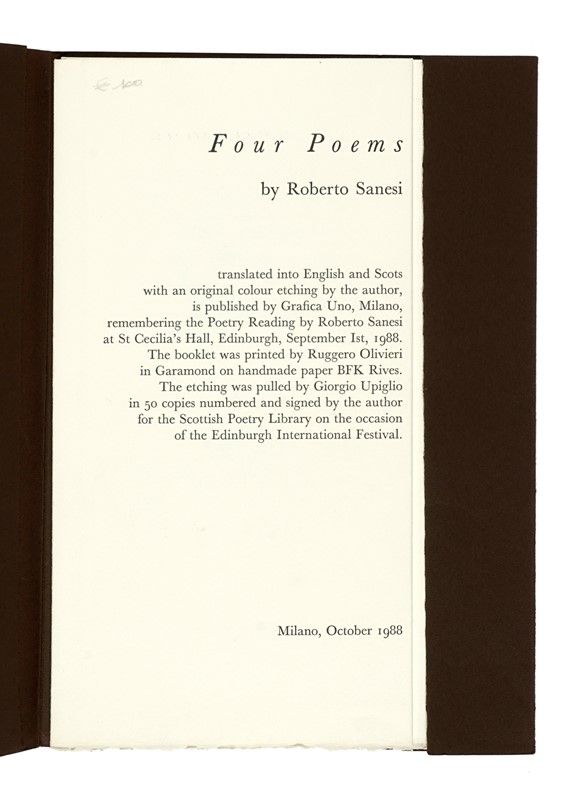 € 100
Four Poems
by Roberto Sanesi
translated into English and Scots
with an original colour etching by the author,
is published by Grafica Uno, Milano,
remembering the Poetry Reading by Roberto Sanesi
at St Cecilia's Hall, Edinburgh, September Ist, 1988.
The booklet was printed by Ruggero Olivieri
in Garamond on handmade paper BFK Rives.
The etching was pulled by Giorgio Upiglio
in 50 copies numbered and signed by the author
for the Scottish Poetry Library on the occasion
of the Edinburgh International Festival.
Milano, October 1988